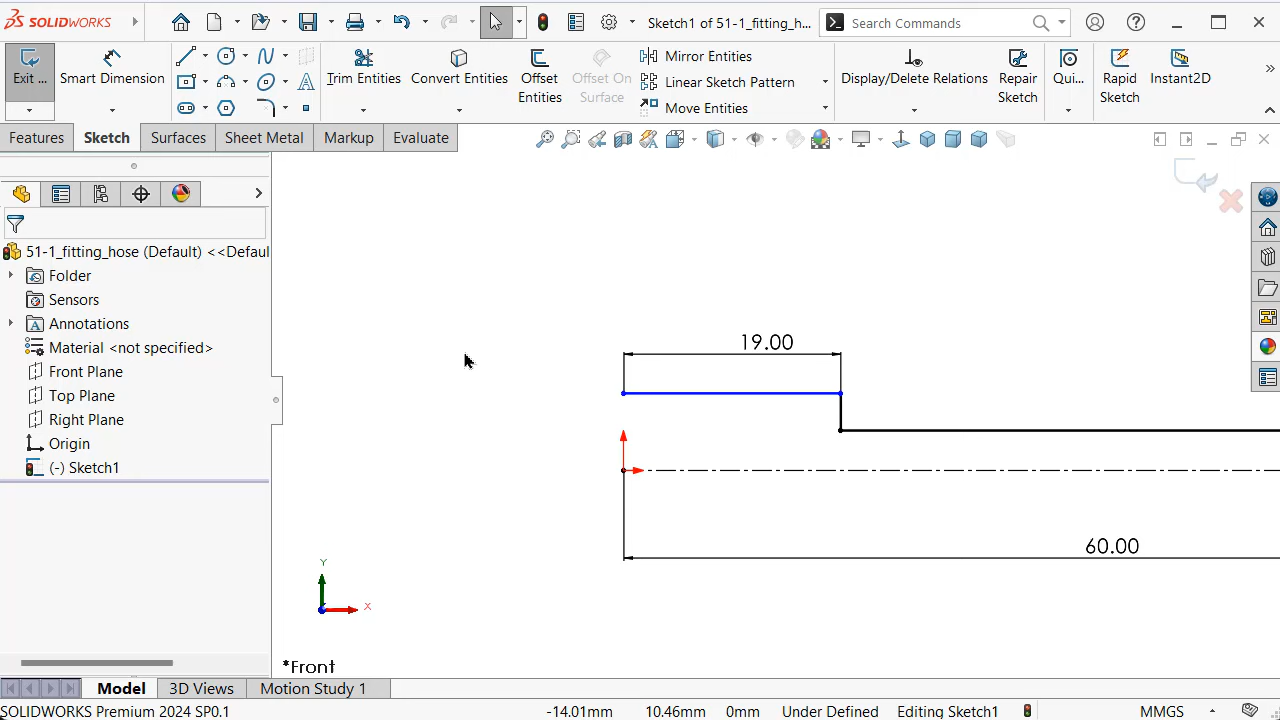 SOLIDWORKS
Sketch1 of 51-1_fitting_h...
Search Commands
Exit ...
Smart Dimension
Trim Entities
Convert Entities
Offset Entities
Offset On Surface
Mirror Entities
Linear Sketch Pattern
Move Entities
Display/Delete Relations
Repair Sketch
Qui...
Rapid Sketch
Instant2D
Features
Sketch
Surfaces
Sheet Metal
Markup
Evaluate
51-1_fitting_hose (Default) <<Defaul
Folder
Sensors
Annotations
Material <not specified>
Front Plane
Top Plane
Right Plane
Origin
(-) Sketch1
19.00
60.00
Y
X
*Front
Model
3D Views
Motion Study 1
SOLIDWORKS Premium 2024 SP0.1
-14.01mm
10.46mm
0mm
Under Defined
Editing Sketch1
MMGS